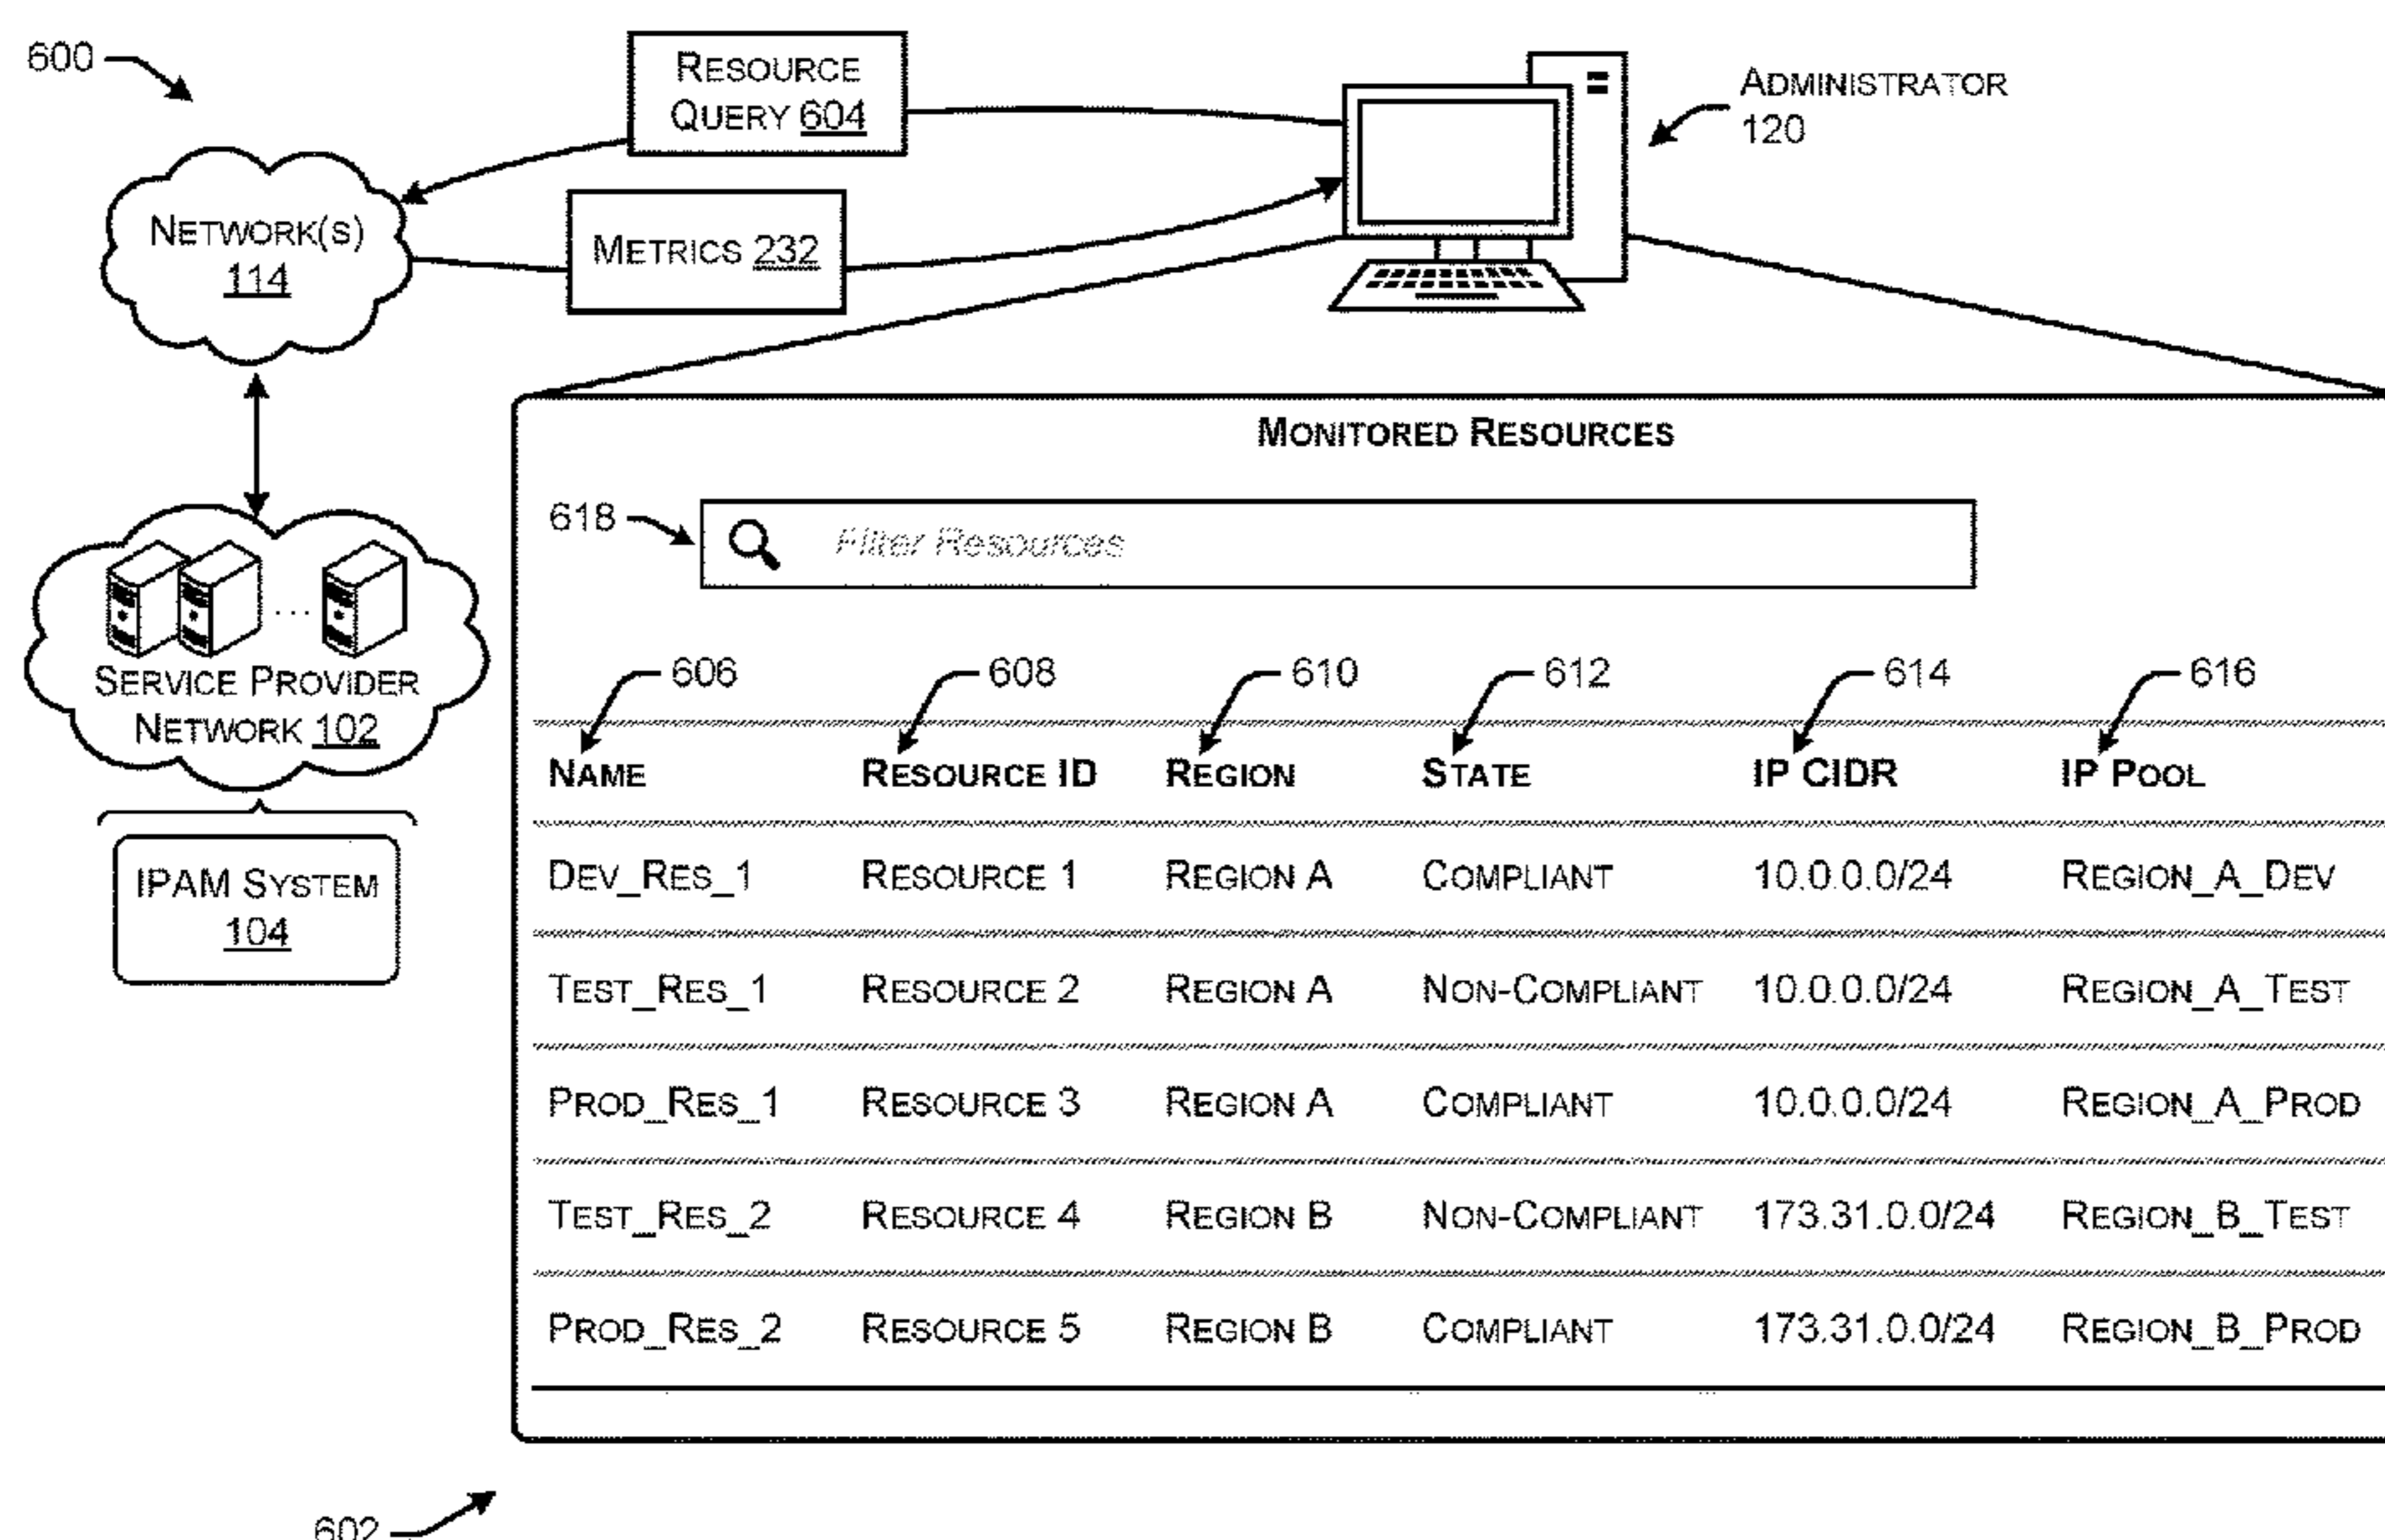 600
RESOURCE
QUERY 604
ADMINISTRATOR
120
NETWORK(S)
114
METRICS 232
MONITORED RESOURCES
618
Filter Resources
SERVICE PROVIDER
NETWORK 102
606 608 610 612 614 616
NAME RESOURCE ID REGION STATE IP CIDR IP POOL
IPAM SYSTEM
104
DEV_RES_1 RESOURCE 1 REGION A COMPLIANT 10.0.0.0/24 REGION_A_DEV
TEST_RES_1 RESOURCE 2 REGION A NON-COMPLIANT 10.0.0.0/24 REGION_A_TEST
PROD_RES_1 RESOURCE 3 REGION A COMPLIANT 10.0.0.0/24 REGION_A_PROD
TEST_RES_2 RESOURCE 4 REGION B NON-COMPLIANT 173.31.0.0/24 REGION_B_TEST
PROD_RES_2 RESOURCE 5 REGION B COMPLIANT 173.31.0.0/24 REGION_B_PROD
602